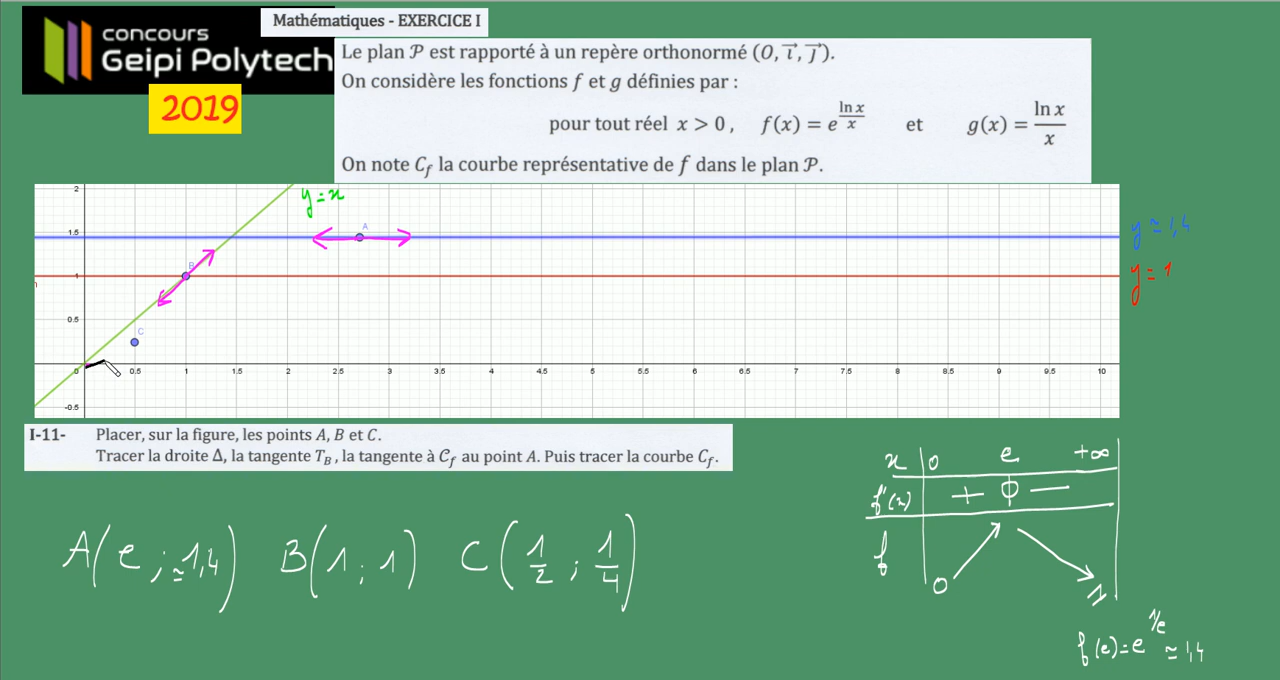 Mathématiques - EXERCICE I
concours
Geipi Polytech
2019
Le plan 𝒫 est rapporté à un repère orthonormé (O, i⃗, j⃗).
On considère les fonctions f et g définies par :
pour tout réel x > 0 , f(x) = e^(ln x / x) et g(x) = ln x / x
On note C_f la courbe représentative de f dans le plan 𝒫.
y = x
2
1.5
1
0.5
0
-0.5
A
B
C
0.5 1 1.5 2 2.5 3 3.5 4 4.5 5 5.5 6 6.5 7 7.5 8 8.5 9 9.5 10
y ≃ 1,4
y = 1
I-11- Placer, sur la figure, les points A, B et C.
Tracer la droite Δ, la tangente T_B, la tangente à C_f au point A. Puis tracer la courbe C_f.
A(e ; ≃1,4) B(1 ; 1) C(1/2 ; 1/4)
x 0 e +∞
f'(x) + 0 −
f 0 1
f(e) = e^(1/e) ≃ 1,4